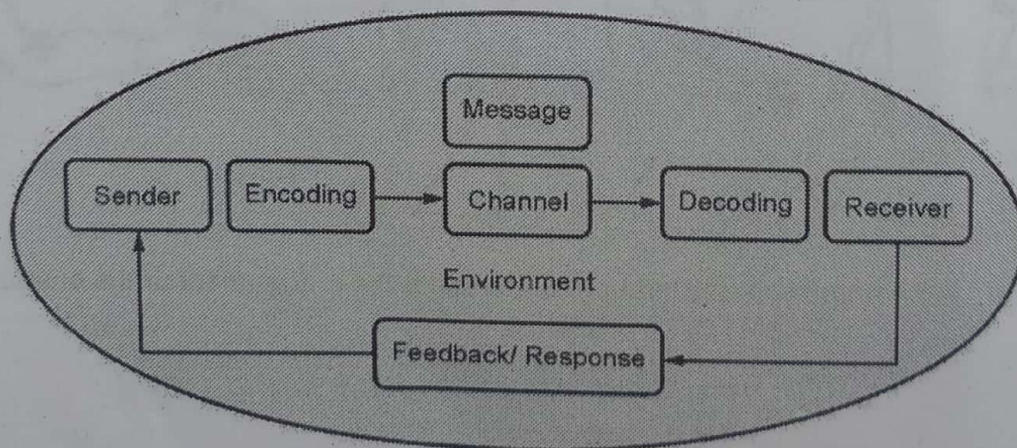 Message
Sender
Encoding
Channel
Decoding
Receiver
Environment
Feedback/ Response